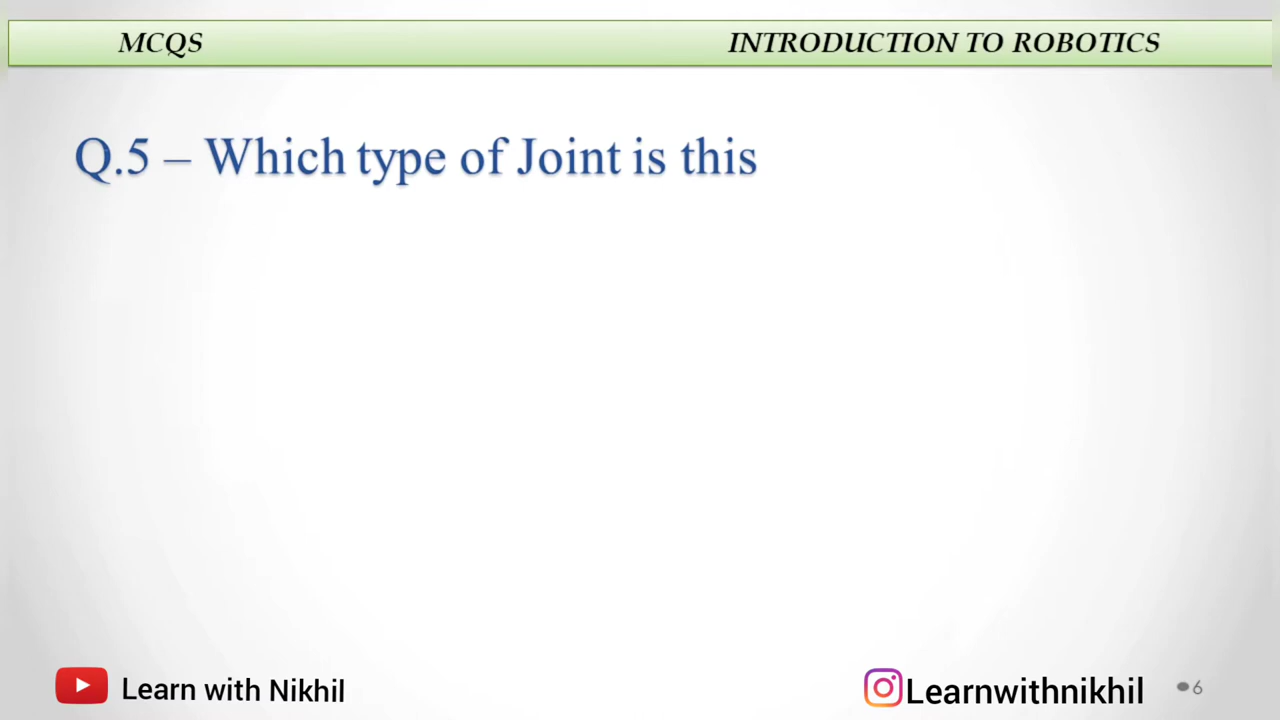 MCQS INTRODUCTION TO ROBOTICS
Q.5 – Which type of Joint is this
Learn with Nikhil Learnwithnikhil 6